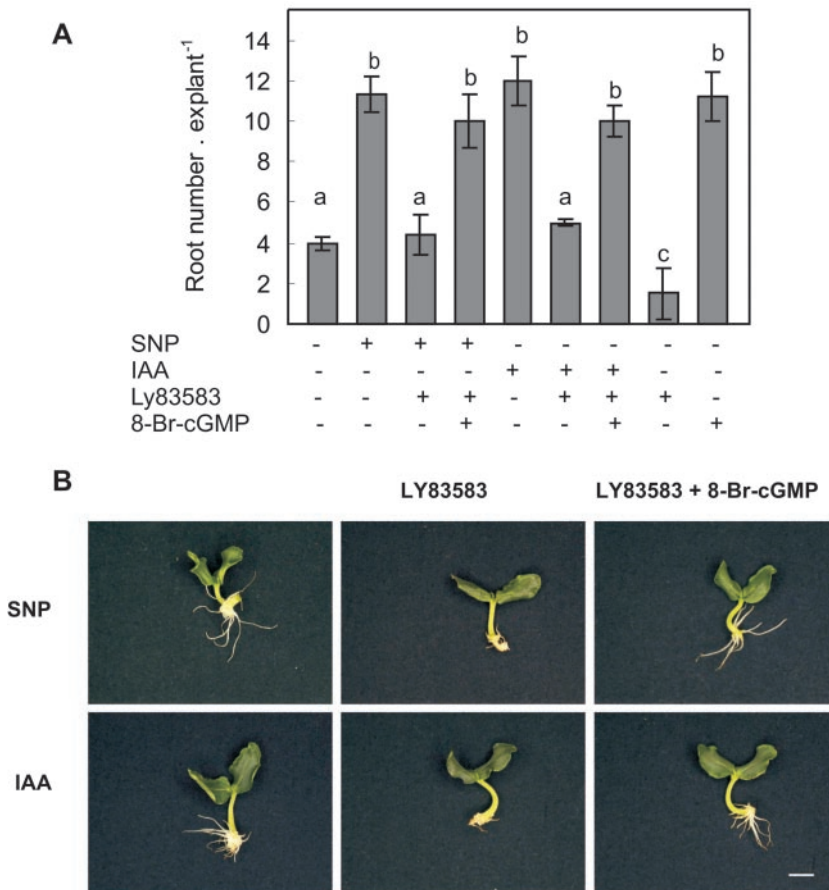 A
Root number . explant⁻¹
14
12
10
8
6
4
2
0
a b a b b a b c b
SNP - + + + - - - - -
IAA - - - - + + + - -
Ly83583 - - + + - + + + -
8-Br-cGMP - - - + - - + - +
B
LY83583 LY83583 + 8-Br-cGMP
SNP
IAA